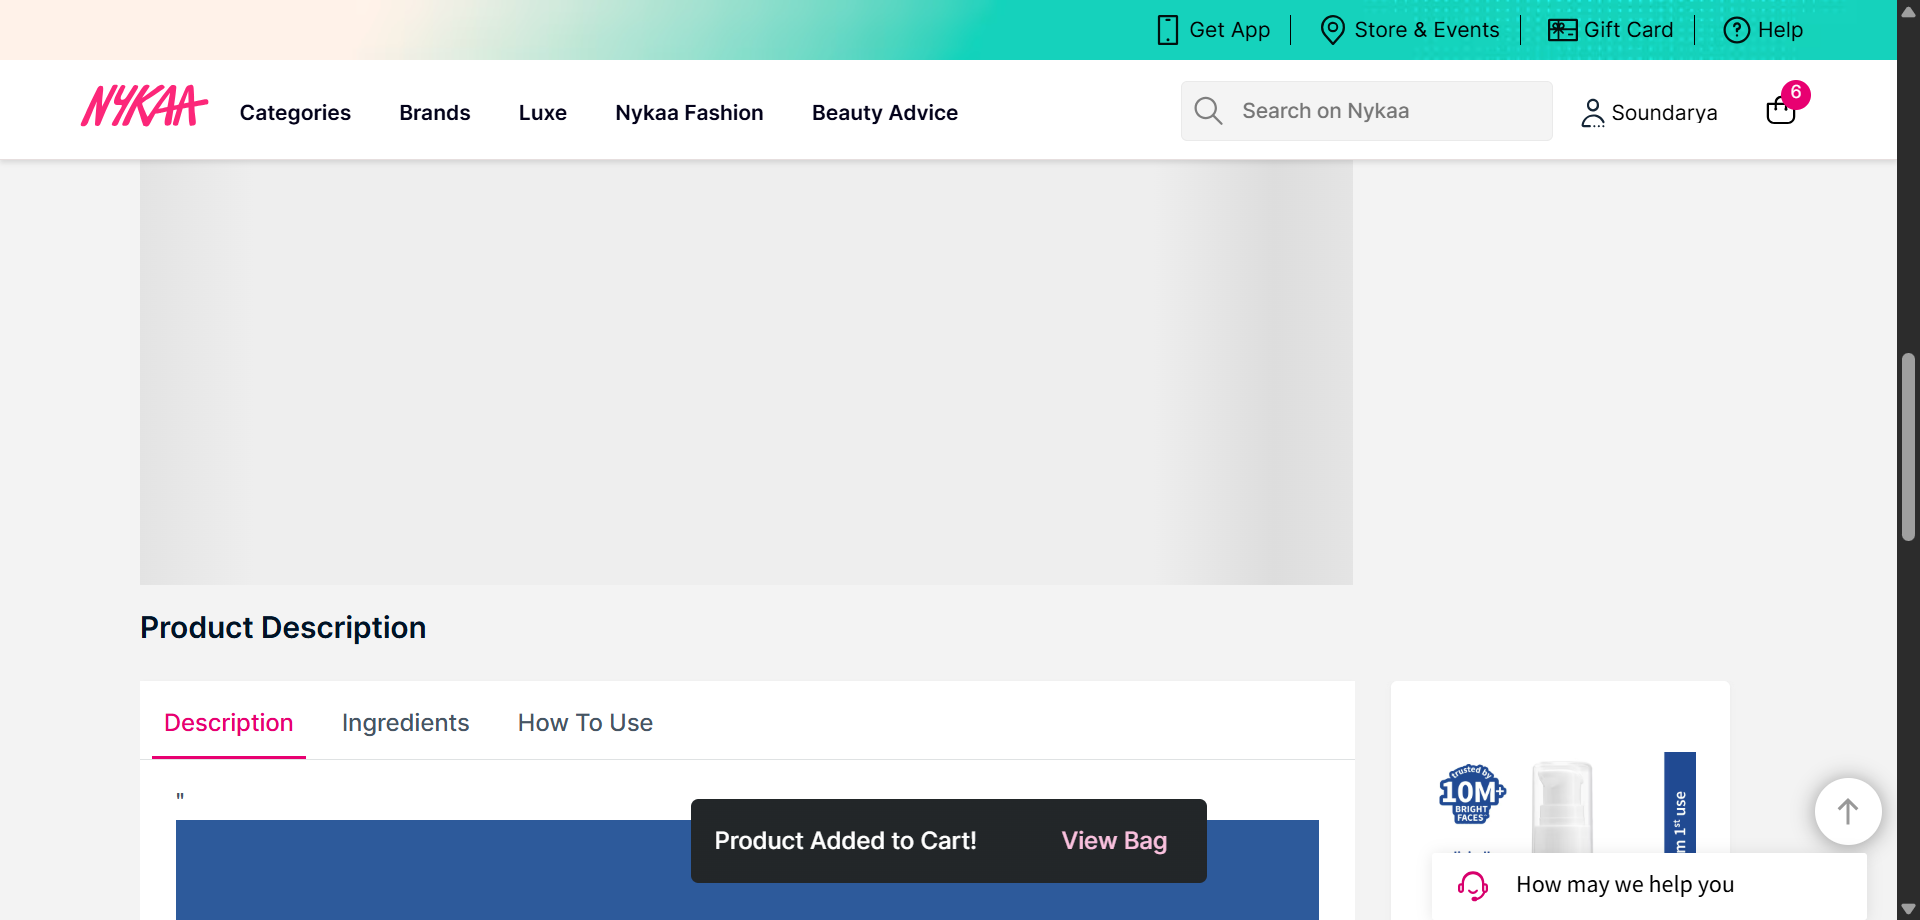 Get App
Store & Events
Gift Card
Help
NYKAA
Categories
Brands
Luxe
Nykaa Fashion
Beauty Advice
Search on Nykaa
Soundarya
6
Product Description
Description
Ingredients
How To Use
"
trusted by
10M+
BRIGHT
FACES
m 1st use
Product Added to Cart!
View Bag
How may we help you